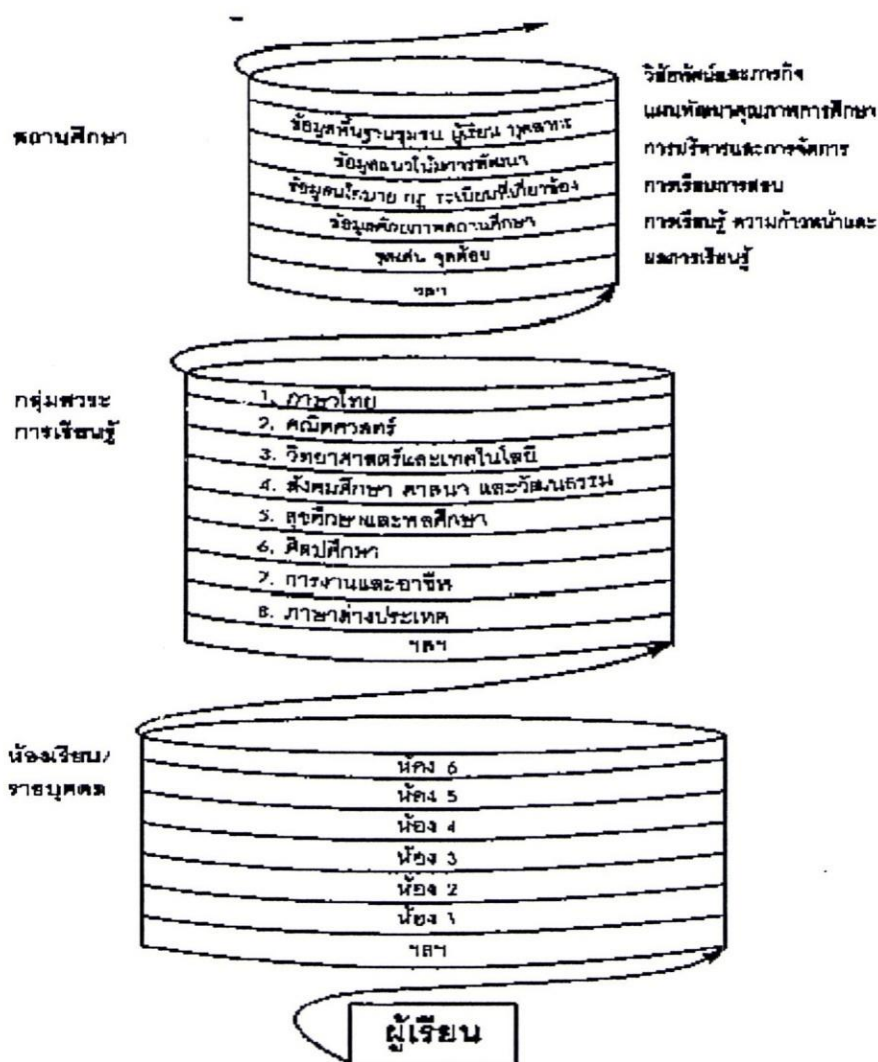 สถานศึกษา
ข้อมูลพื้นฐานชุมชน ผู้เรียน บุคลากร
ข้อมูลแนวโน้มการพัฒนา
ข้อมูลนโยบาย กฎ ระเบียบที่เกี่ยวข้อง
ข้อมูลศักยภาพสถานศึกษา
จุดเด่น จุดด้อย
ฯลฯ
วิสัยทัศน์และภารกิจ
แผนพัฒนาคุณภาพการศึกษา
การบริหารและการจัดการ
การเรียนการสอน
การเรียนรู้ ความก้าวหน้าและ
ผลการเรียนรู้
กลุ่มสาระ
การเรียนรู้
1. ภาษาไทย
2. คณิตศาสตร์
3. วิทยาศาสตร์และเทคโนโลยี
4. สังคมศึกษา ศาสนา และวัฒนธรรม
5. สุขศึกษาและพลศึกษา
6. ศิลปศึกษา
7. การงานและอาชีพ
8. ภาษาต่างประเทศ
ฯลฯ
ห้องเรียน/
รายบุคคล
ห้อง 6
ห้อง 5
ห้อง 4
ห้อง 3
ห้อง 2
ห้อง 1
ฯลฯ
ผู้เรียน